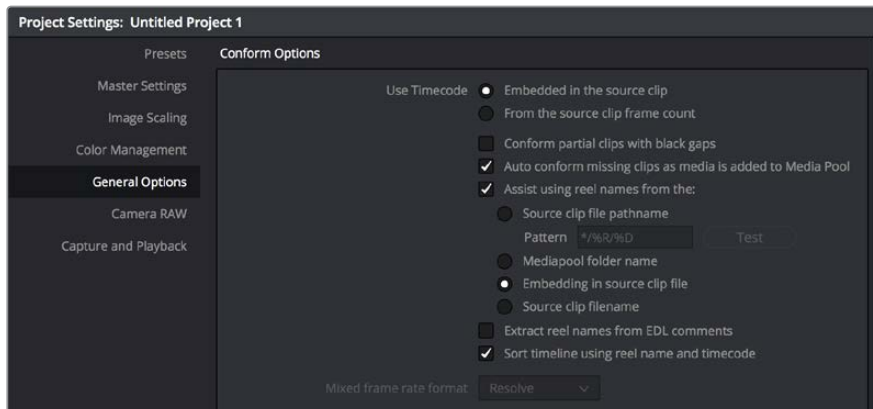 Project Settings: Untitled Project 1
Presets
Master Settings
Image Scaling
Color Management
General Options
Camera RAW
Capture and Playback
Conform Options
Use Timecode Embedded in the source clip
From the source clip frame count
Conform partial clips with black gaps
Auto conform missing clips as media is added to Media Pool
Assist using reel names from the:
Source clip file pathname
Pattern */%R/%D Test
Mediapool folder name
Embedding in source clip file
Source clip filename
Extract reel names from EDL comments
Sort timeline using reel name and timecode
Mixed frame rate format Resolve